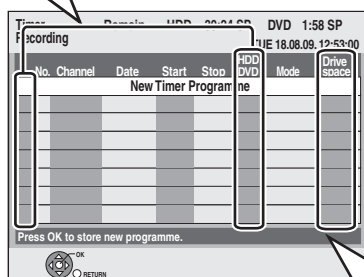 Timer Remain HDD 30:24 SP DVD 1:58 SP
Recording TUE 18.08.09. 12:53:00
No. Channel Date Start Stop HDD DVD Mode Drive space
New Timer Programme
Press OK to store new programme.
OK
RETURN